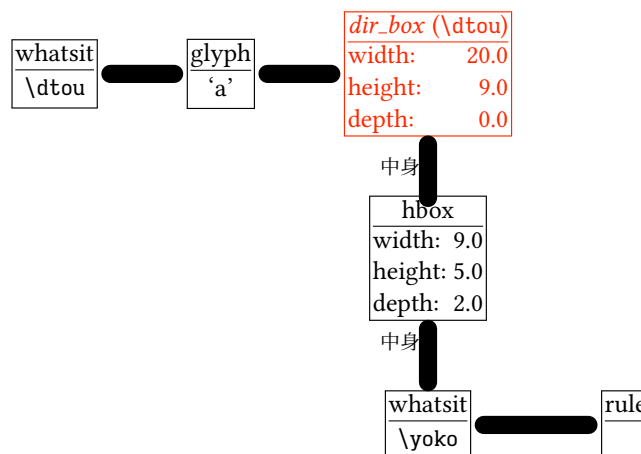 whatsit
\dtou
glyph
‘a’
dir_box (\dtou)
width: 20.0
height: 9.0
depth: 0.0
中身
hbox
width: 9.0
height: 5.0
depth: 2.0
中身
whatsit
\yoko
rule